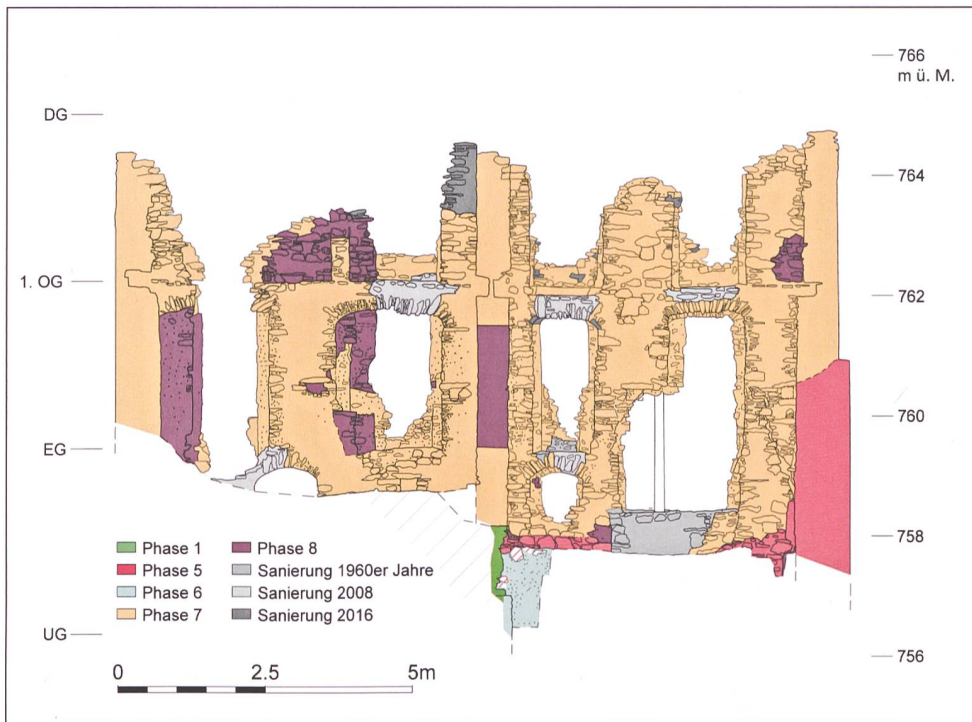 766
m ü. M.
DG
764
1. OG
762
760
EG
758
Phase 1
Phase 5
Phase 6
Phase 7
Phase 8
Sanierung 1960er Jahre
Sanierung 2008
Sanierung 2016
UG
756
0 2.5 5m